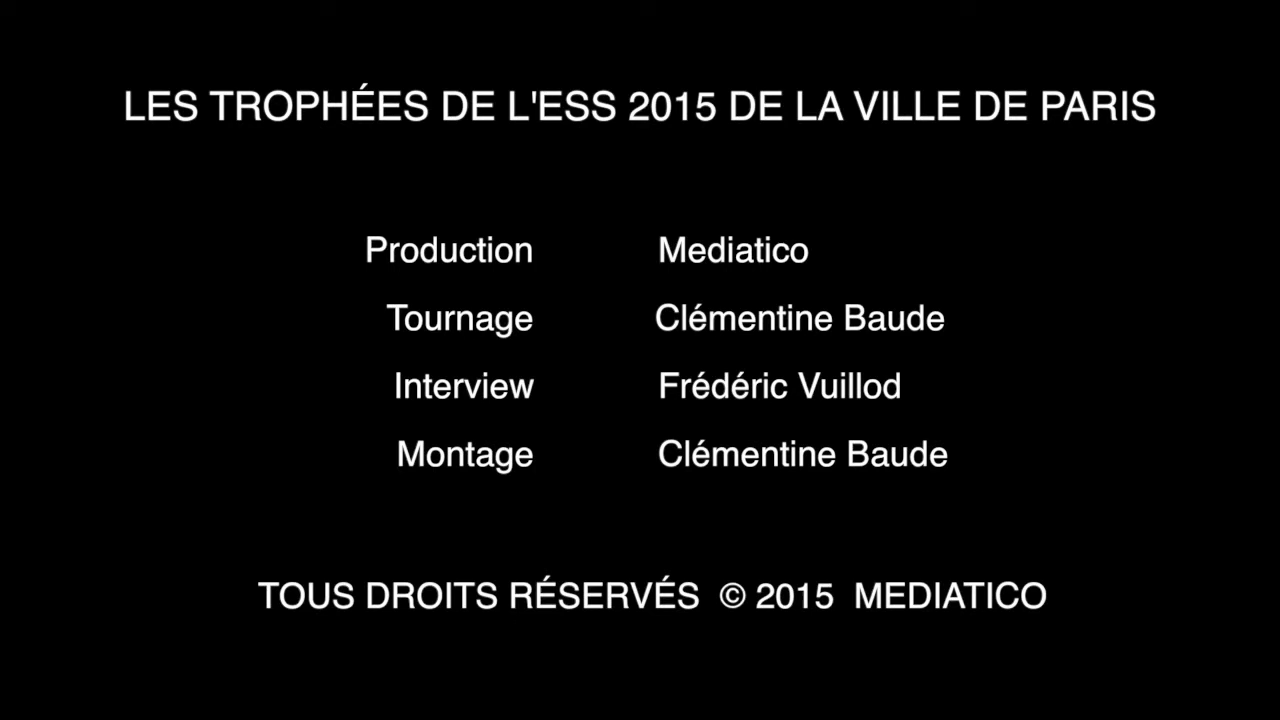 LES TROPHÉES DE L'ESS 2015 DE LA VILLE DE PARIS
Production Mediatico
Tournage Clémentine Baude
Interview Frédéric Vuillod
Montage Clémentine Baude
TOUS DROITS RÉSERVÉS © 2015 MEDIATICO